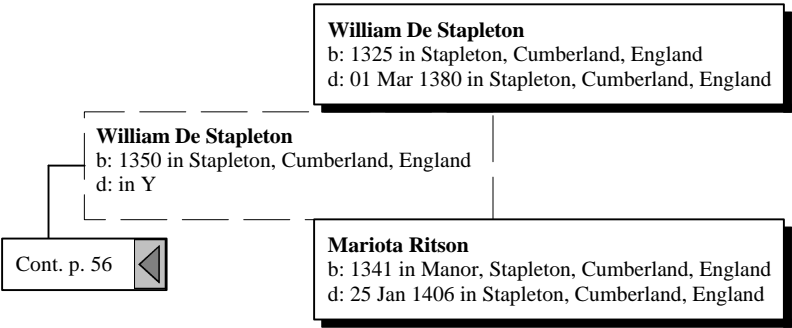 William De Stapleton
b: 1325 in Stapleton, Cumberland, England
d: 01 Mar 1380 in Stapleton, Cumberland, England
William De Stapleton
b: 1350 in Stapleton, Cumberland, England
d: in Y
Cont. p. 56
Mariota Ritson
b: 1341 in Manor, Stapleton, Cumberland, England
d: 25 Jan 1406 in Stapleton, Cumberland, England